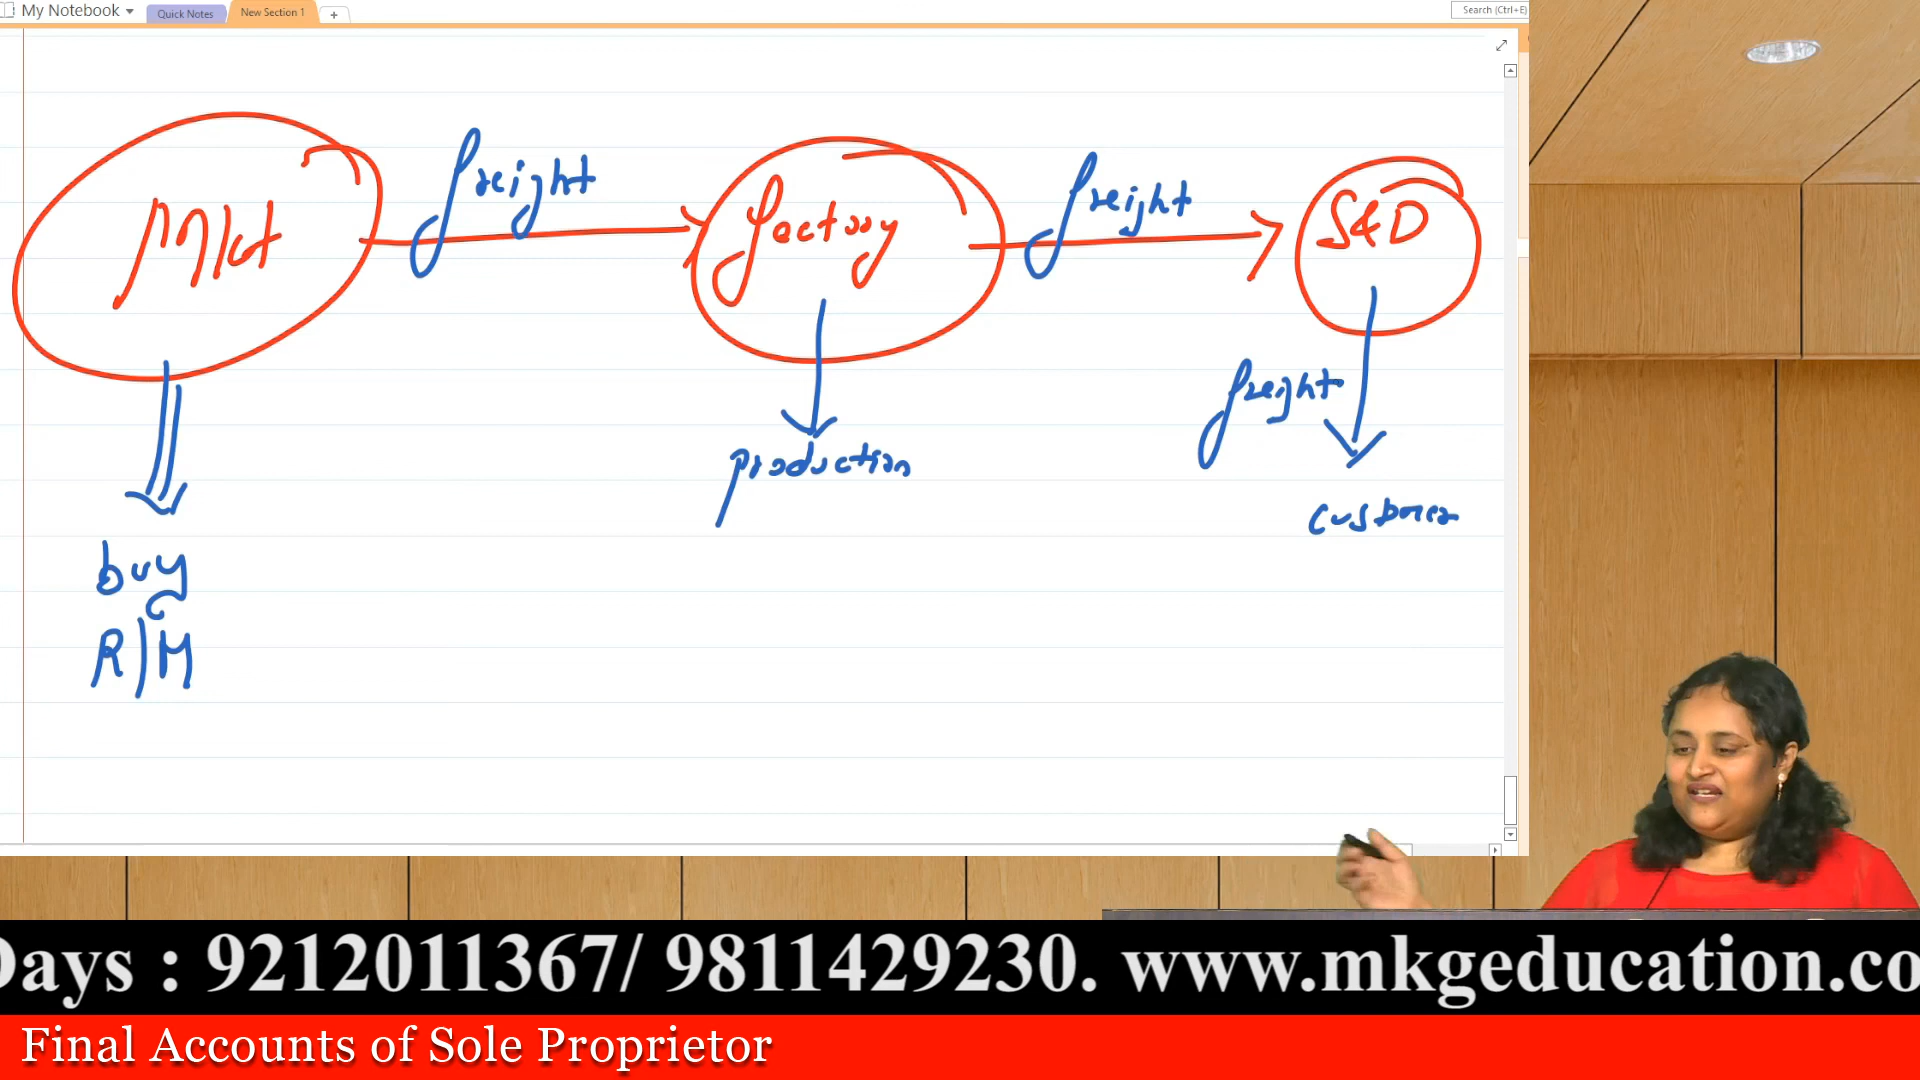 My Notebook
Quick Notes
New Section 1
+
Search (Ctrl+E)
Mkt
freight
factory
freight
S&D
freight
production
customer
buy
R/M
Days : 9212011367/ 9811429230. www.mkgeducation.co
Final Accounts of Sole Proprietor